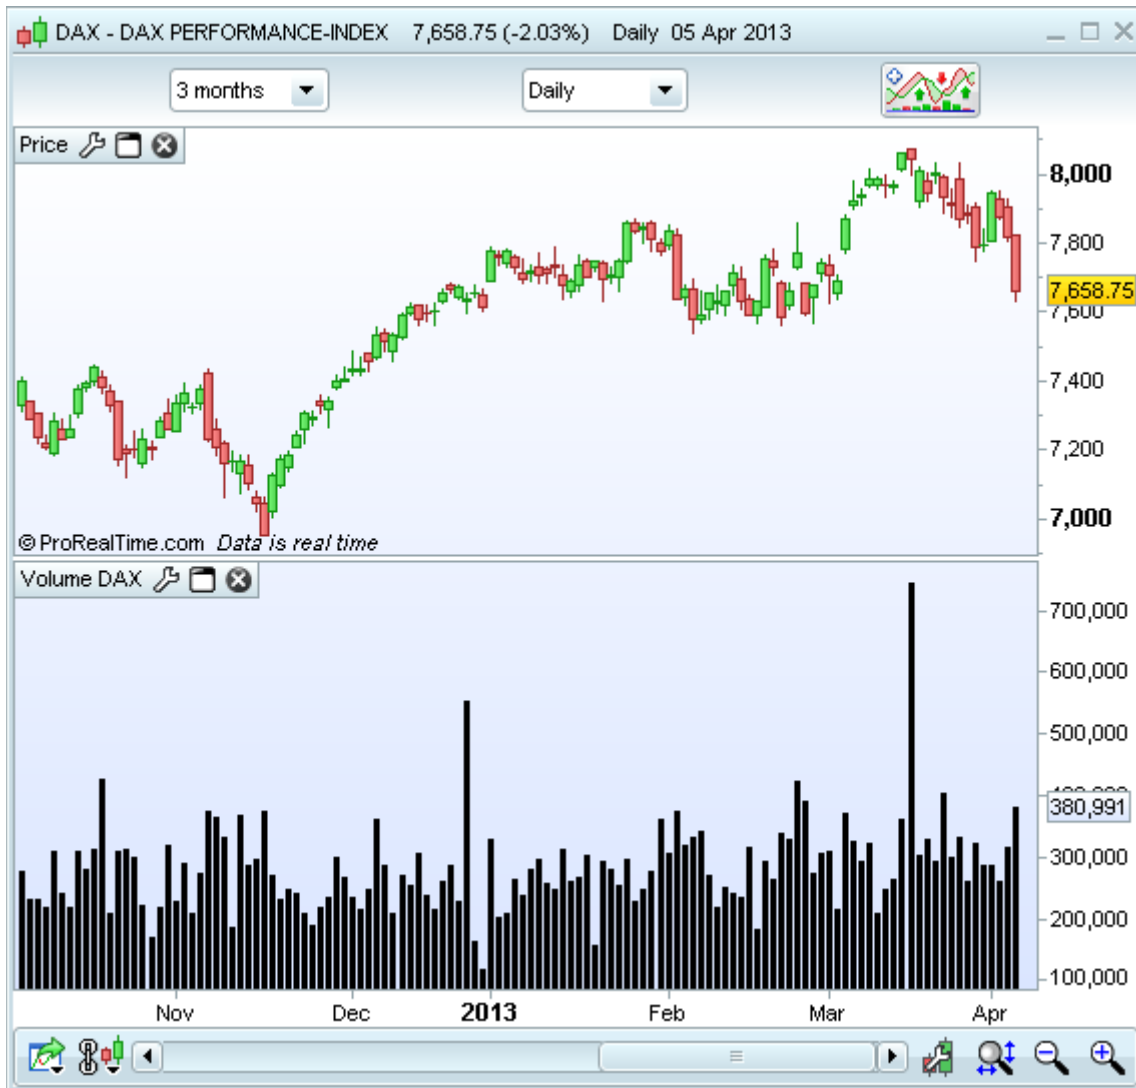 DAX - DAX PERFORMANCE-INDEX 7,658.75 (-2.03%) Daily 05 Apr 2013
3 months Daily
Price
8,000
7,800
7,658.75
7,600
7,400
7,200
7,000
© ProRealTime.com Data is real time
Volume DAX
700,000
600,000
500,000
380,991
300,000
200,000
100,000
Nov Dec 2013 Feb Mar Apr